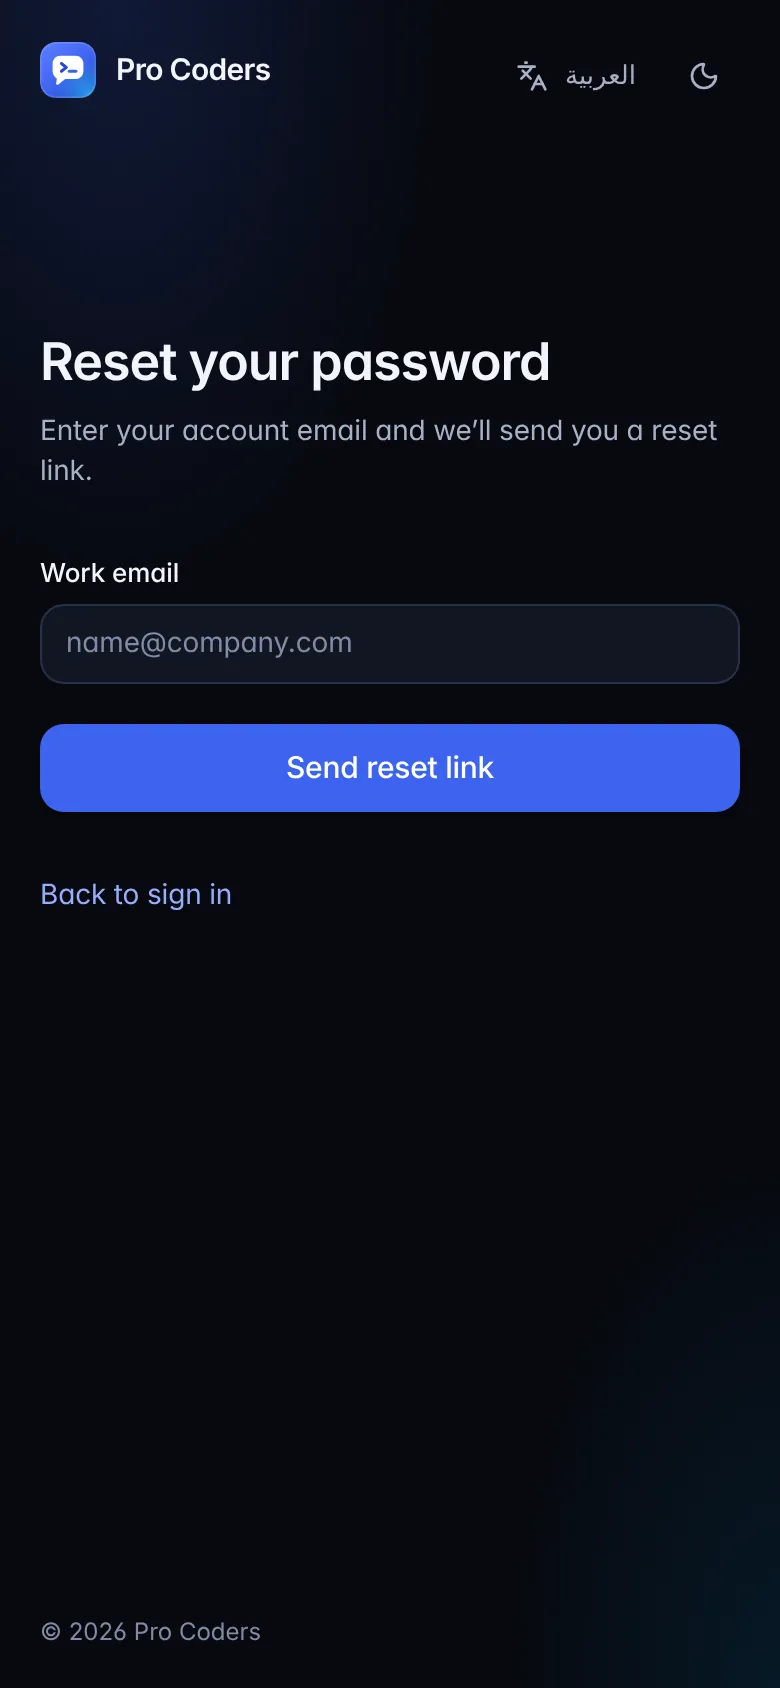 Pro Coders
العربية
Reset your password
Enter your account email and we’ll send you a reset
link.
Work email
name@company.com
Send reset link
Back to sign in
© 2026 Pro Coders